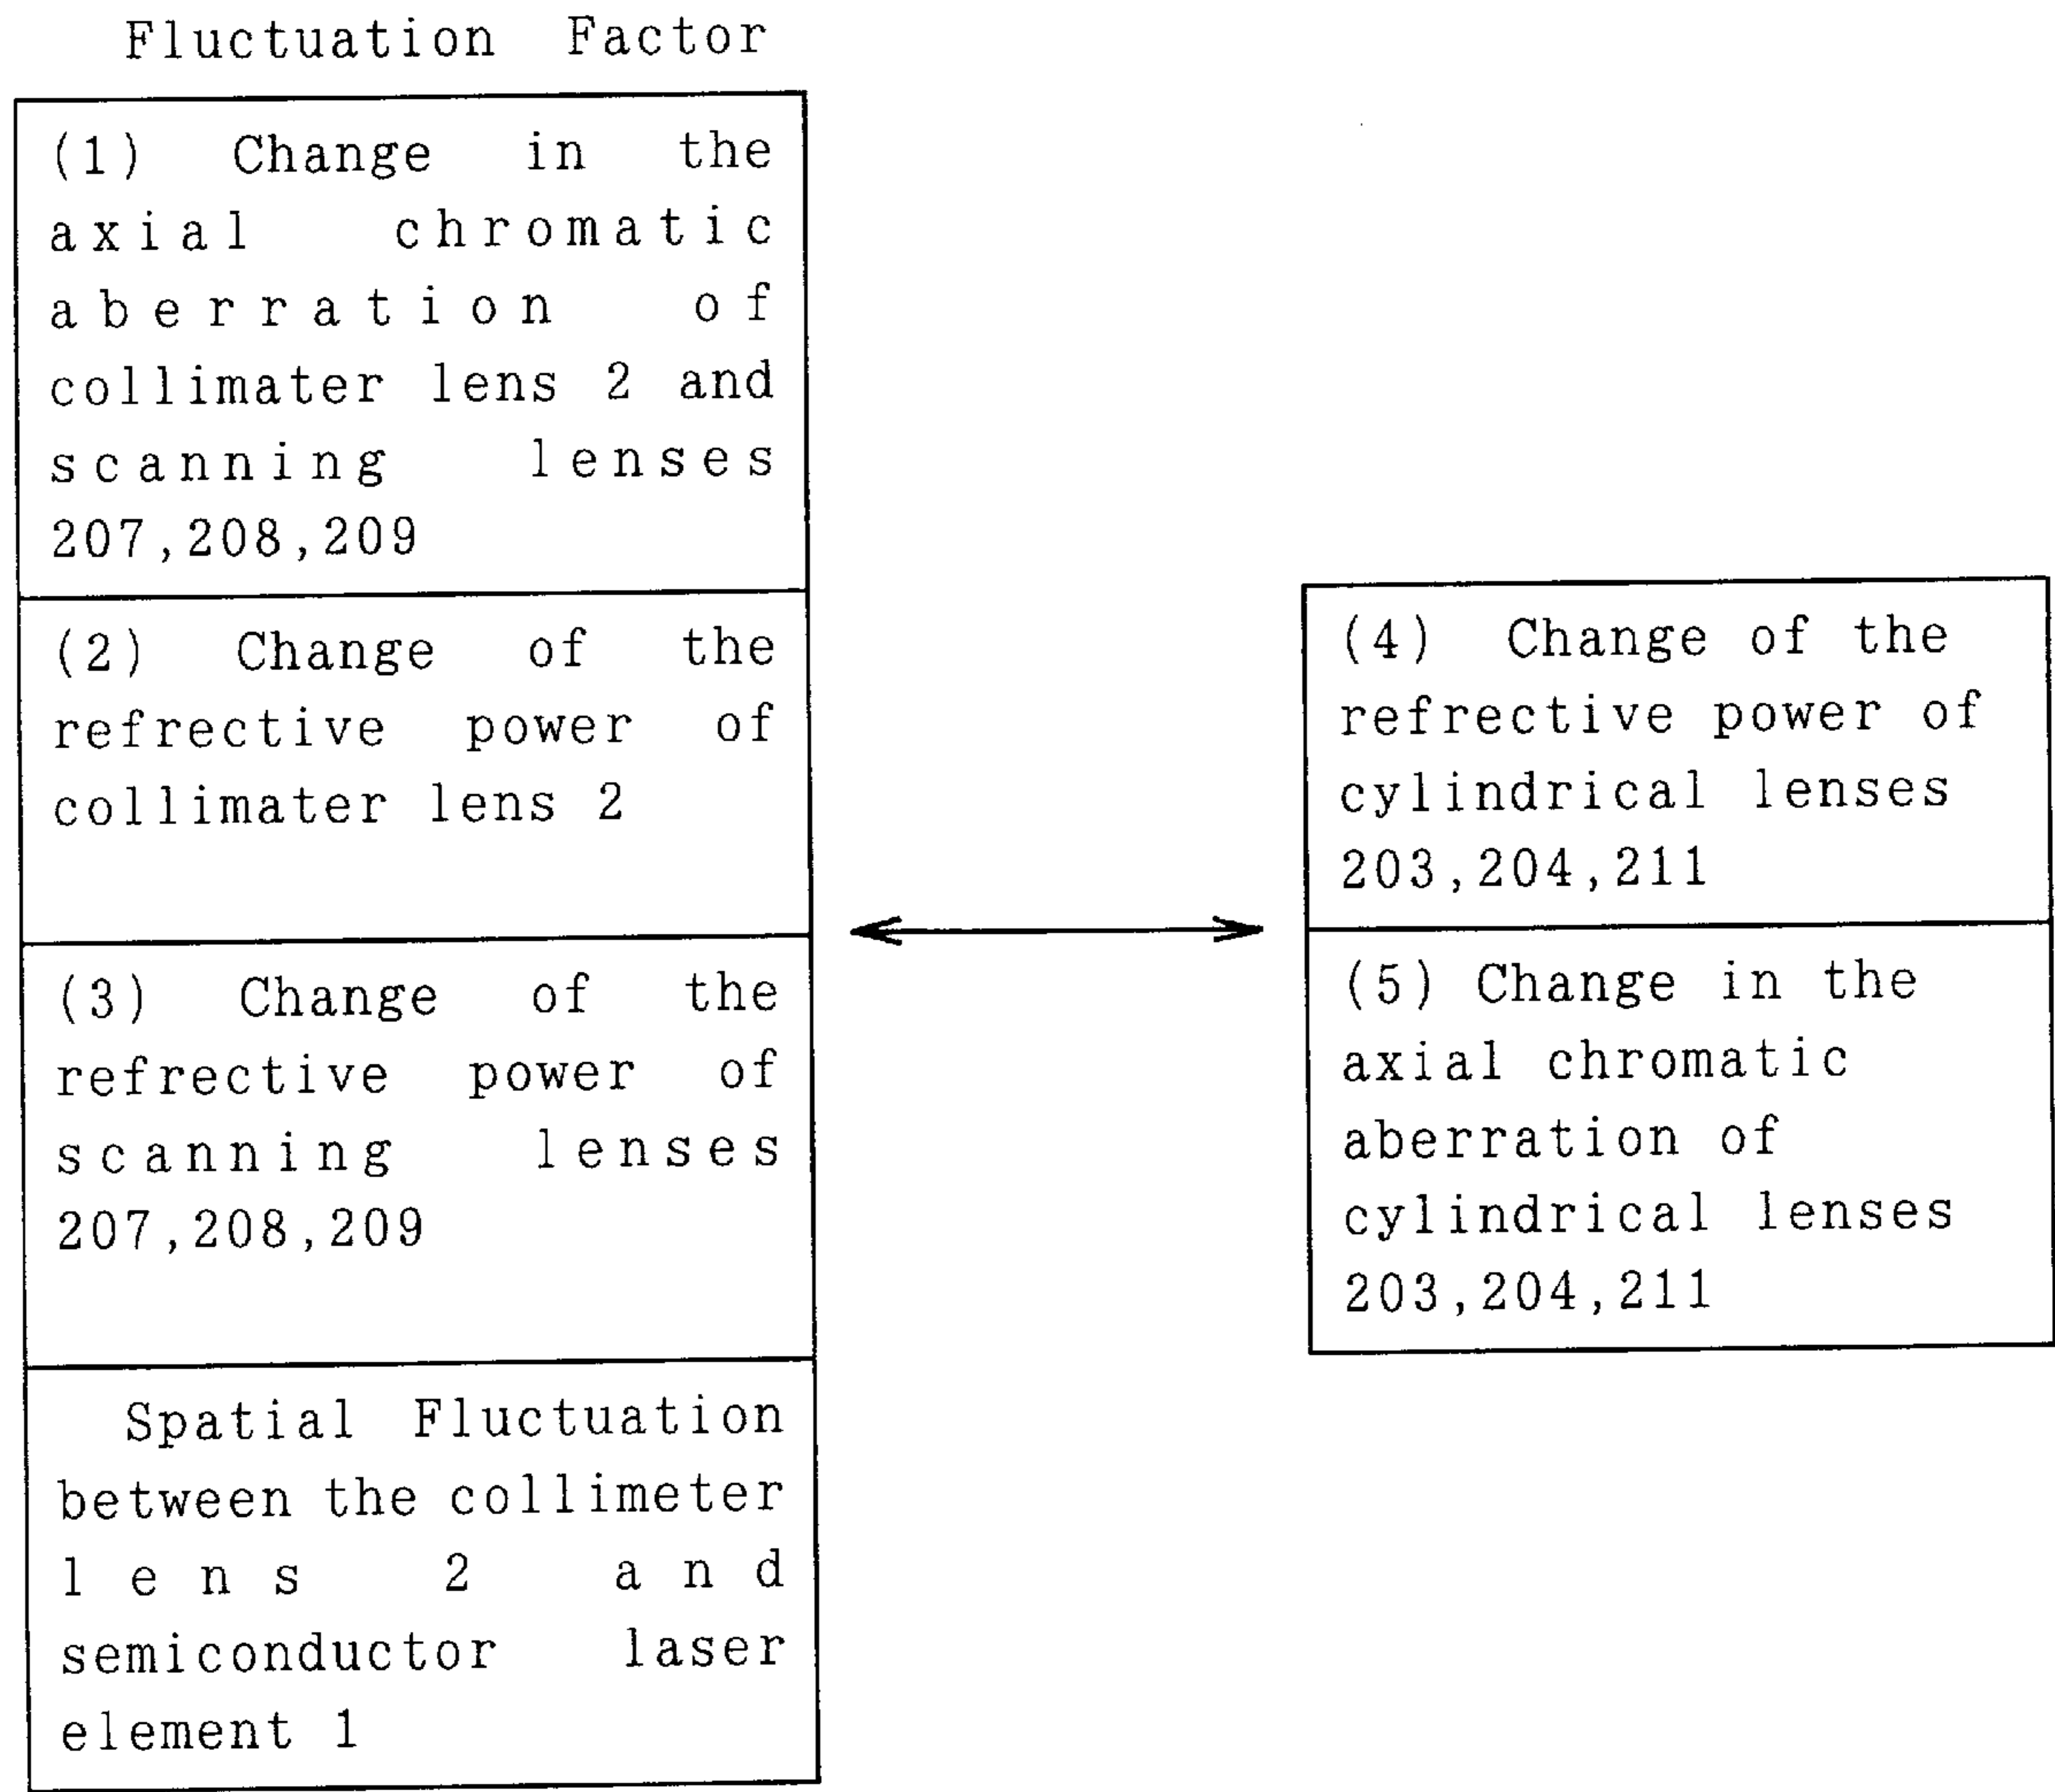 Fluctuation Factor
(1) Change in the
axial chromatic
aberration of
collimater lens 2 and
scanning lenses
207,208,209
(2) Change of the
refrective power of
collimater lens 2
(3) Change of the
refrective power of
scanning lenses
207,208,209
Spatial Fluctuation
between the collimeter
lens 2 and
semiconductor laser
element 1
(4) Change of the
refrective power of
cylindrical lenses
203,204,211
(5) Change in the
axial chromatic
aberration of
cylindrical lenses
203,204,211